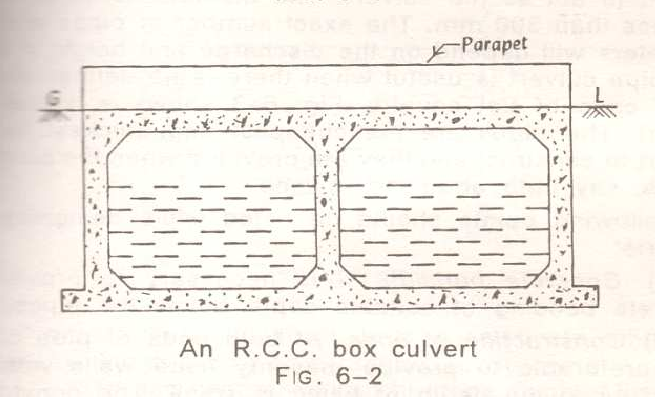 Parapet
G L
An R.C.C. box culvert
FIG. 6-2